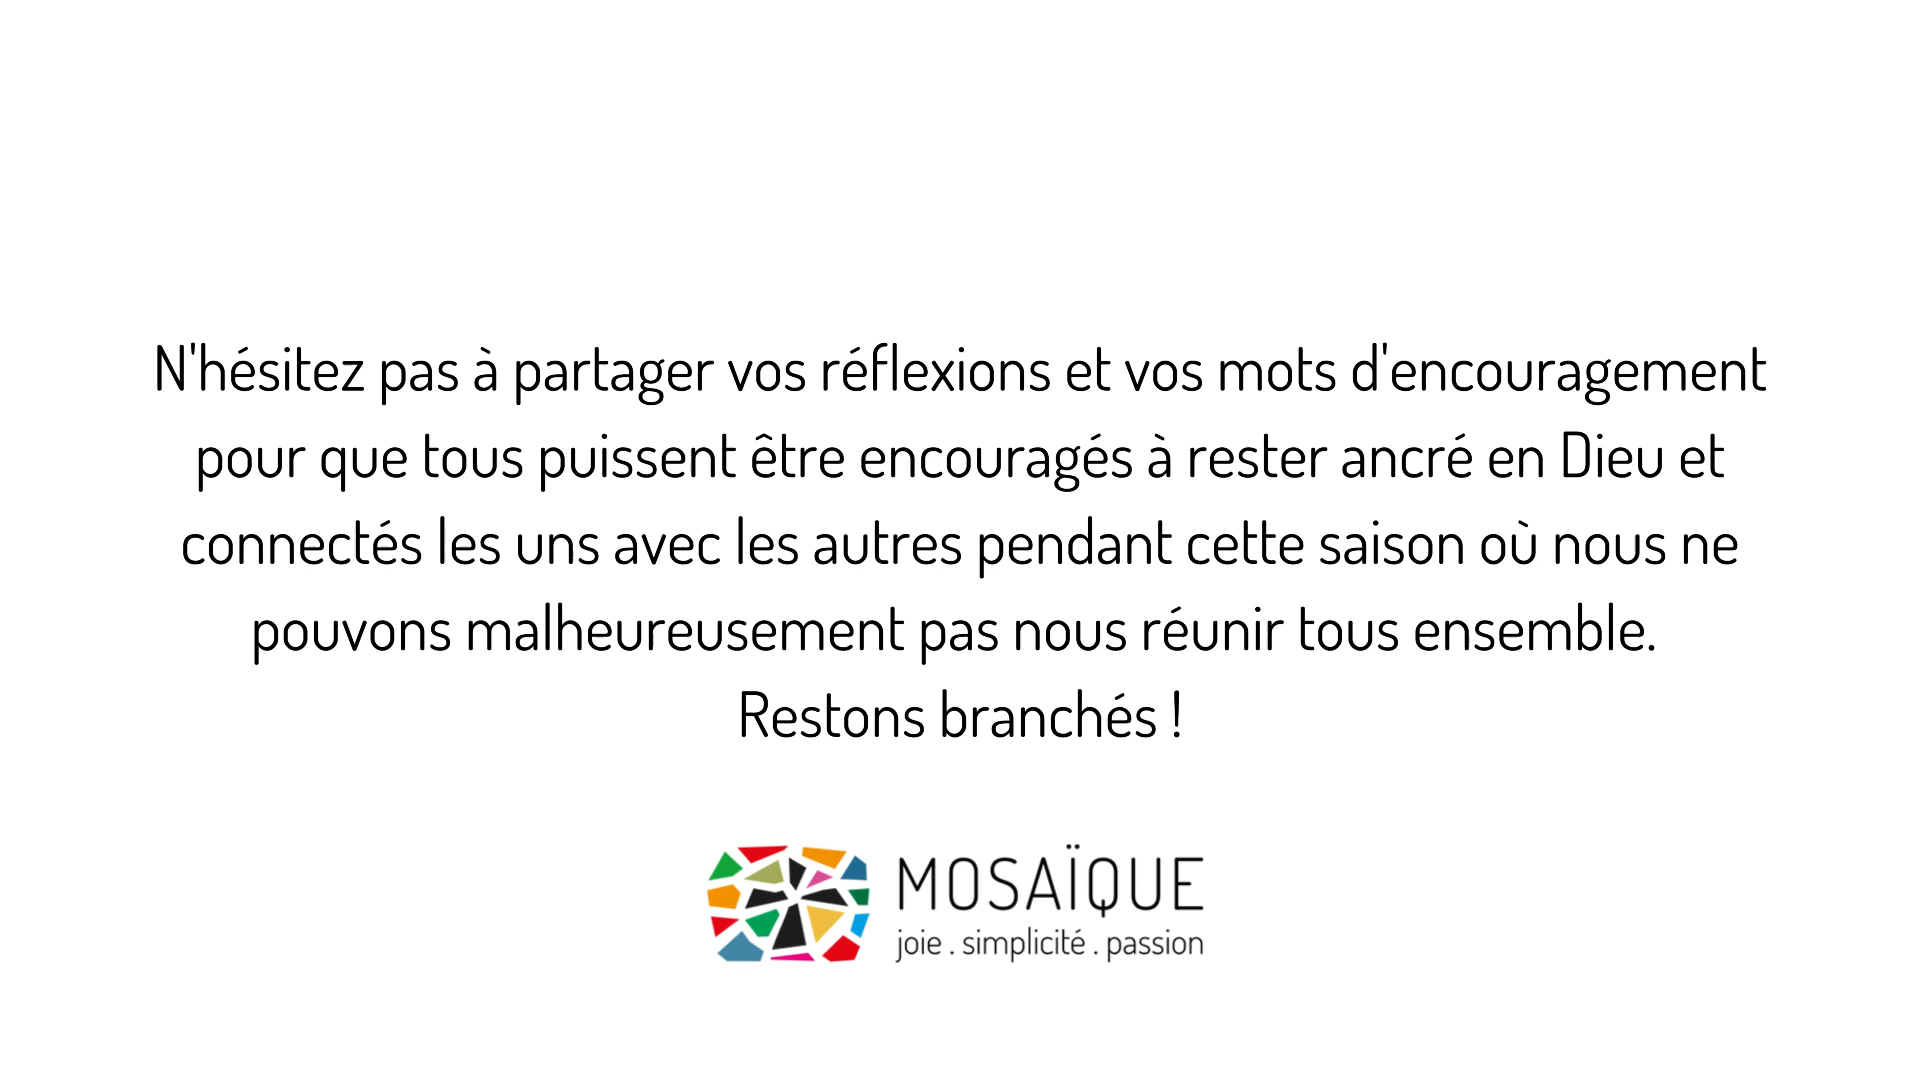 N'hésitez pas à partager vos réflexions et vos mots d'encouragement
pour que tous puissent être encouragés à rester ancré en Dieu et
connectés les uns avec les autres pendant cette saison où nous ne
pouvons malheureusement pas nous réunir tous ensemble.
Restons branchés !
MOSAÏQUE
joie . simplicité . passion